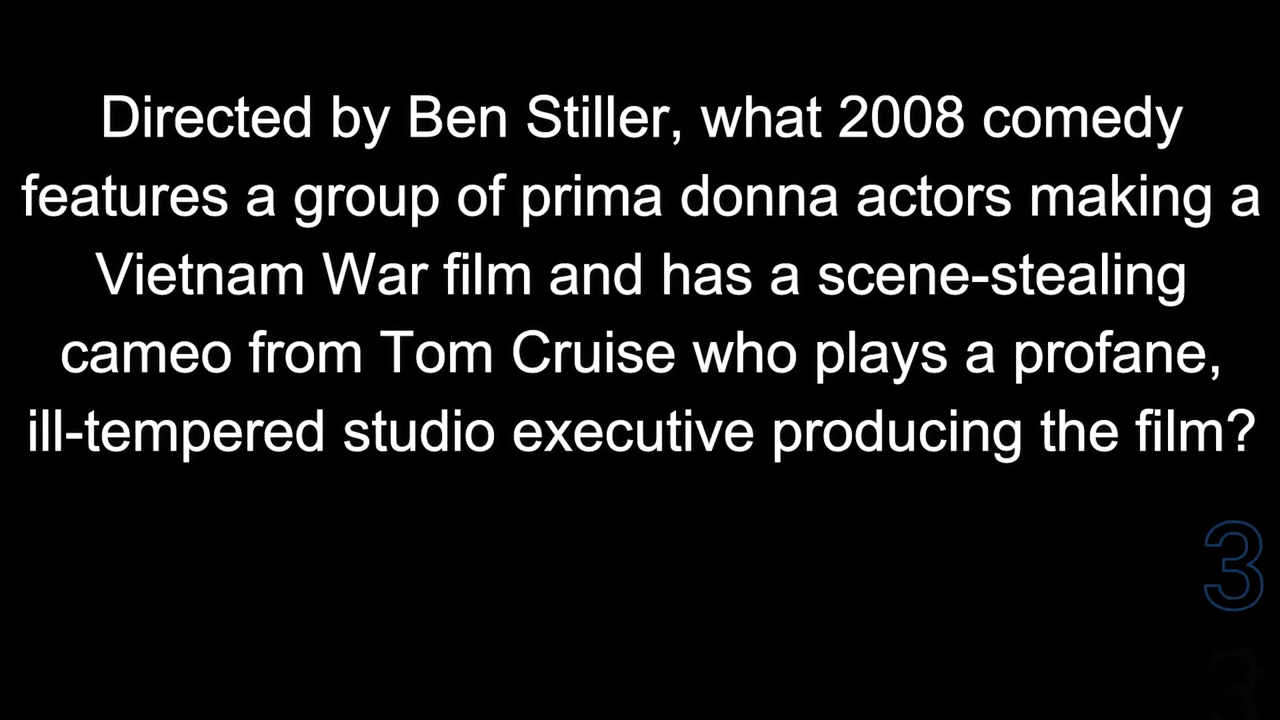 Directed by Ben Stiller, what 2008 comedy
features a group of prima donna actors making a
Vietnam War film and has a scene-stealing
cameo from Tom Cruise who plays a profane,
ill-tempered studio executive producing the film?
3